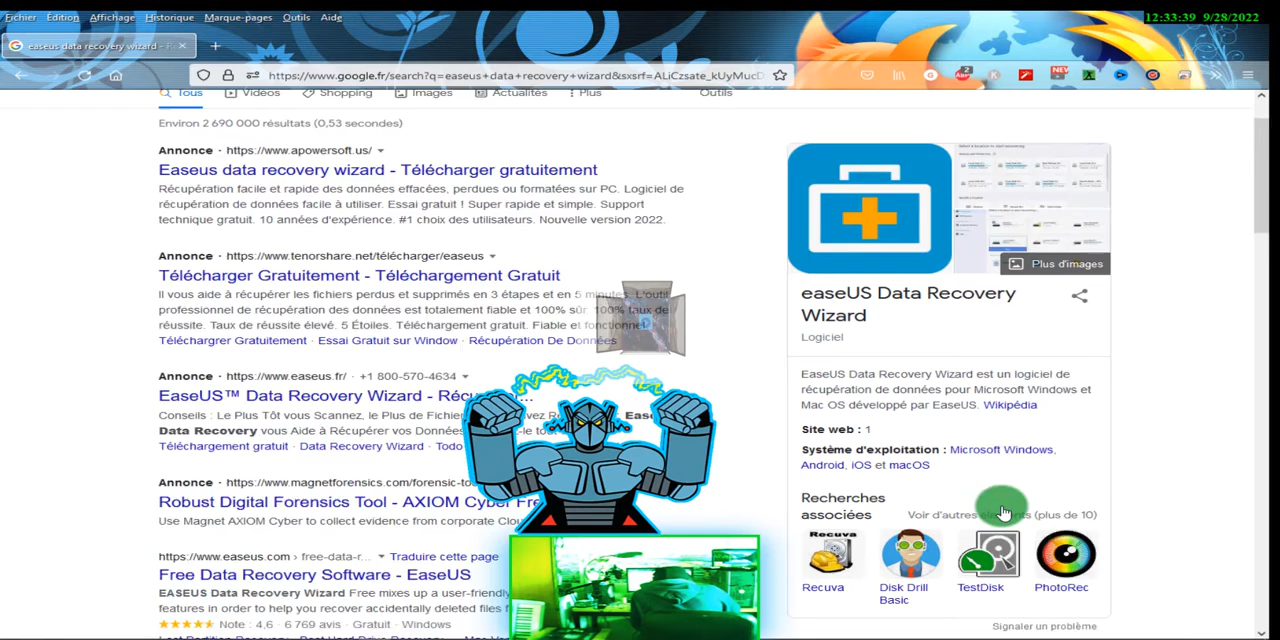 Fichier Édition Affichage Historique Marque-pages Outils Aide
12:33:39 9/28/2022
easeus data recovery wizard - R
https://www.google.fr/search?q=easeus+data+recovery+wizard&sxsrf=ALiCzsate_kUyMucD
2
NEW
Tous Vidéos Shopping Images Actualités Plus Outils
Environ 2 690 000 résultats (0,53 secondes)
Annonce · https://www.apowersoft.us/
Easeus data recovery wizard - Télécharger gratuitement
Récupération facile et rapide des données effacées, perdues ou formatées sur PC. Logiciel de
récupération de données facile à utiliser. Essai gratuit ! Super rapide et simple. Support
technique gratuit. 10 années d'expérience. #1 choix des utilisateurs. Nouvelle version 2022.
Annonce · https://www.tenorshare.net/télécharger/easeus
Télécharger Gratuitement - Téléchargement Gratuit
Il vous aide à récupérer les fichiers perdus et supprimés en 3 étapes et en 5 minutes. L'outil
professionnel de récupération des données est totalement fiable et 100% sûr. 100% taux de
réussite. Taux de réussite élevé. 5 Étoiles. Téléchargement gratuit. Fiable et fonctionnel
Téléchrgrer Gratuitement · Essai Gratuit sur Window · Récupération De Données
Annonce · https://www.easeus.fr/ · +1 800-570-4634
EaseUS™ Data Recovery Wizard - Récu...
Conseils : Le Plus Tôt vous Scannez, le Plus de Fichier vez R Ease
Data Recovery vous Aide à Récupérer vos Données le tout
Téléchargement gratuit · Data Recovery Wizard · Todo
Annonce · https://www.magnetforensics.com/forensic-to
Robust Digital Forensics Tool - AXIOM Cyber Fre
Use Magnet AXIOM Cyber to collect evidence from corporate Clou
https://www.easeus.com › free-data-r... Traduire cette page
Free Data Recovery Software - EaseUS
EASEUS Data Recovery Wizard Free mixes up a user-friendly
features in order to help you recover accidentally deleted files f
Note : 4,6 · 6 769 avis · Gratuit · Windows
Plus d'images
easeUS Data Recovery
Wizard
Logiciel
EaseUS Data Recovery Wizard est un logiciel de
récupération de données pour Microsoft Windows et
Mac OS développé par EaseUS. Wikipédia
Site web : 1
Système d'exploitation : Microsoft Windows,
Android, iOS et macOS
Recherches
associées
Voir d'autres éléments (plus de 10)
Recuva
Recuva
Disk Drill
Basic
TestDisk
PhotoRec
Signaler un problème